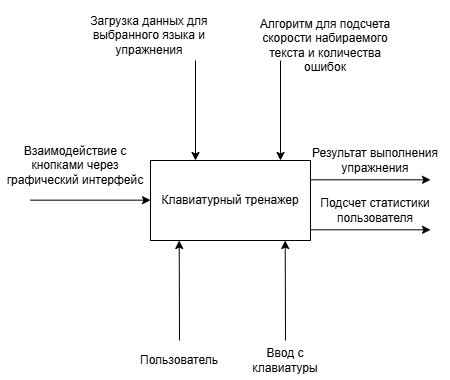 Загрузка данных для
выбранного языка и
упражнения
Алгоритм для подсчета
скорости набираемого
текста и количества
ошибок
Взаимодействие с
кнопками через
графический интерфейс
Клавиатурный тренажер
Результат выполнения
упражнения
Подсчет статистики
пользователя
Пользователь
Ввод с
клавиатуры